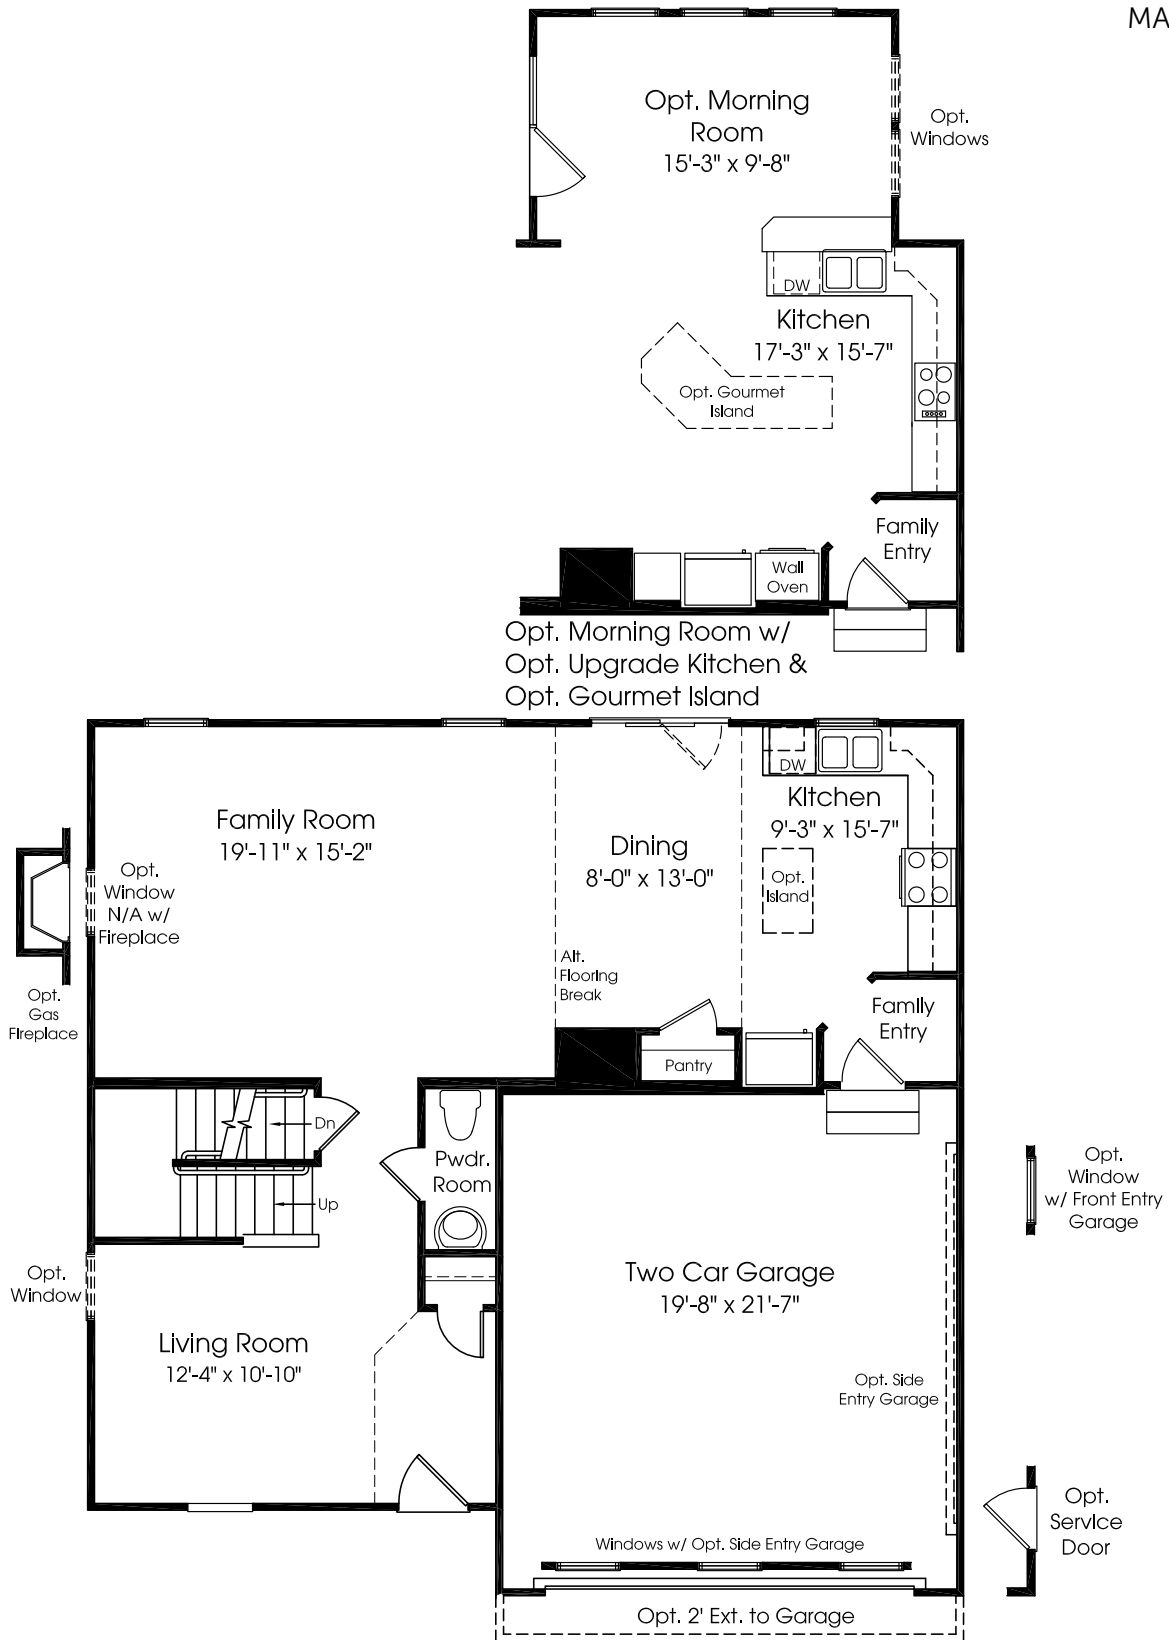 MA
Opt. Morning
Room
15'-3" x 9'-8"
Opt.
Windows
DW
Kitchen
17'-3" x 15'-7"
Opt. Gourmet
Island
Family
Entry
Wall
Oven
Opt. Morning Room w/
Opt. Upgrade Kitchen &
Opt. Gourmet Island
DW
Kitchen
9'-3" x 15'-7"
Family Room
19'-11" x 15'-2"
Dining
8'-0" x 13'-0"
Opt.
Island
Opt.
Window
N/A w/
Fireplace
Alt.
Flooring
Break
Opt.
Gas
Fireplace
Family
Entry
Pantry
Dn
Pwdr.
Room
Up
Opt.
Window
w/ Front Entry
Garage
Opt.
Window
Two Car Garage
19'-8" x 21'-7"
Living Room
12'-4" x 10'-10"
Opt. Side
Entry Garage
Opt.
Service
Door
Windows w/ Opt. Side Entry Garage
Opt. 2' Ext. to Garage